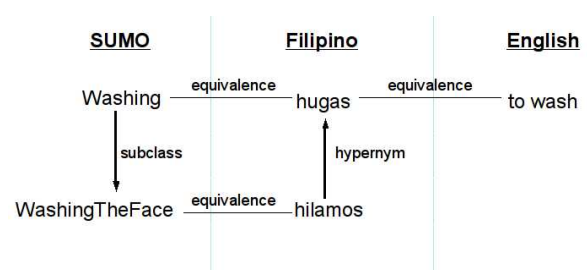 SUMO Filipino English
Washing equivalence hugas equivalence to wash
subclass hypernym
WashingTheFace equivalence hilamos